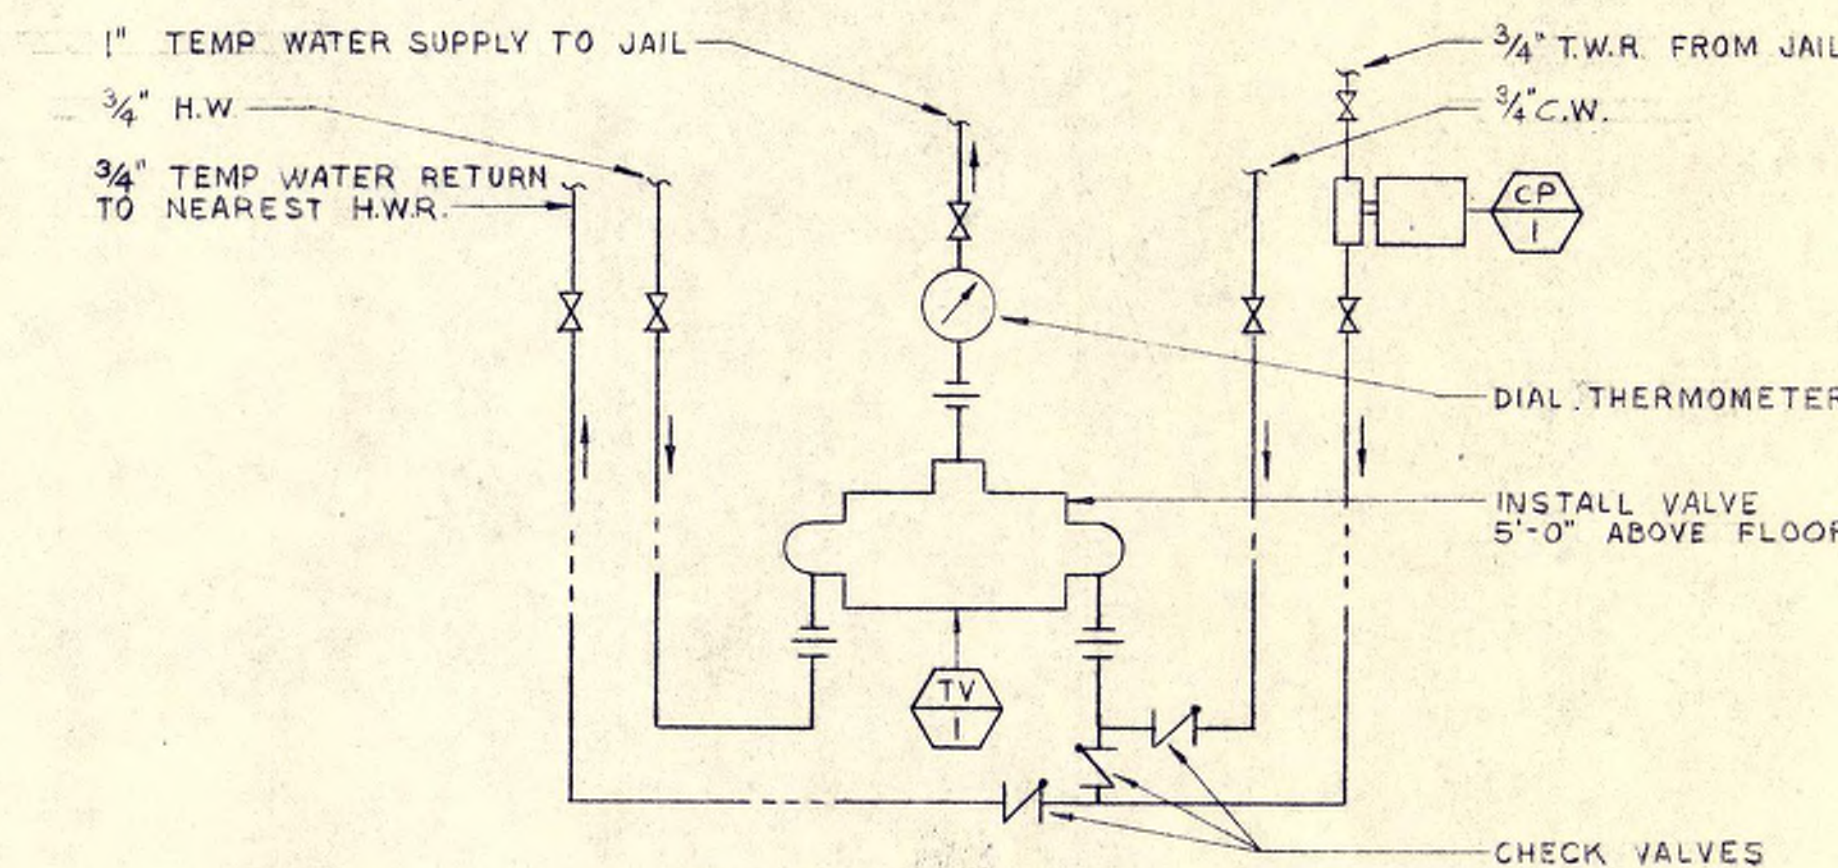 1" TEMP WATER SUPPLY TO JAIL
3/4" H.W.
3/4" TEMP WATER RETURN
TO NEAREST H.W.R.
3/4" T.W.R. FROM JAIL
3/4" C.W.
CP
1
DIAL THERMOMETER
INSTALL VALVE
5'-0" ABOVE FLOOR
TV
1
CHECK VALVES